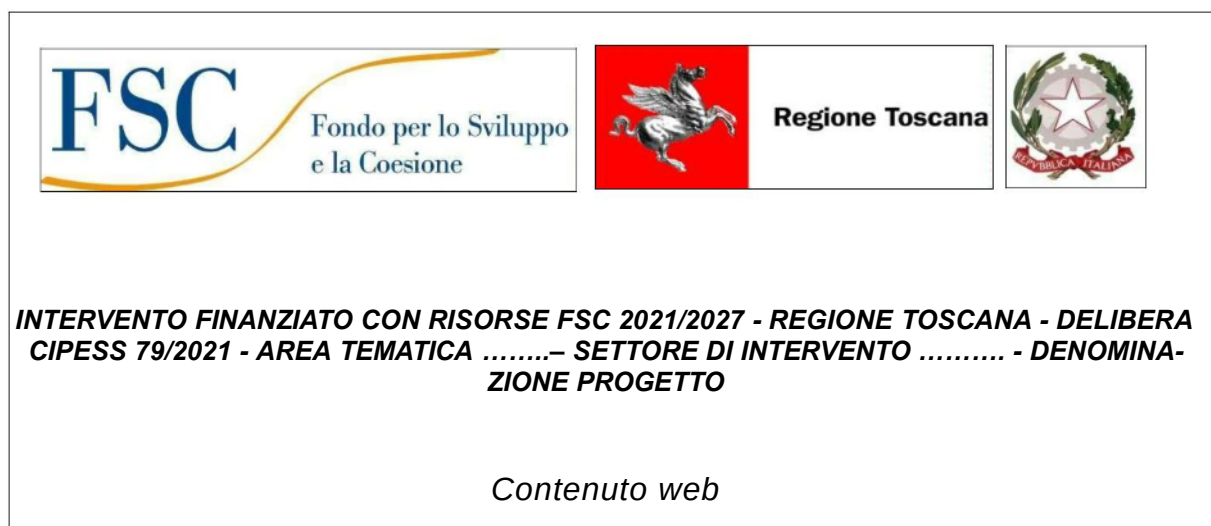 FSC
Fondo per lo Sviluppo
e la Coesione
Regione Toscana
REPVBBLICA ITALIANA
INTERVENTO FINANZIATO CON RISORSE FSC 2021/2027 - REGIONE TOSCANA - DELIBERA
CIPESS 79/2021 - AREA TEMATICA ……..– SETTORE DI INTERVENTO ………. - DENOMINA-
ZIONE PROGETTO
Contenuto web